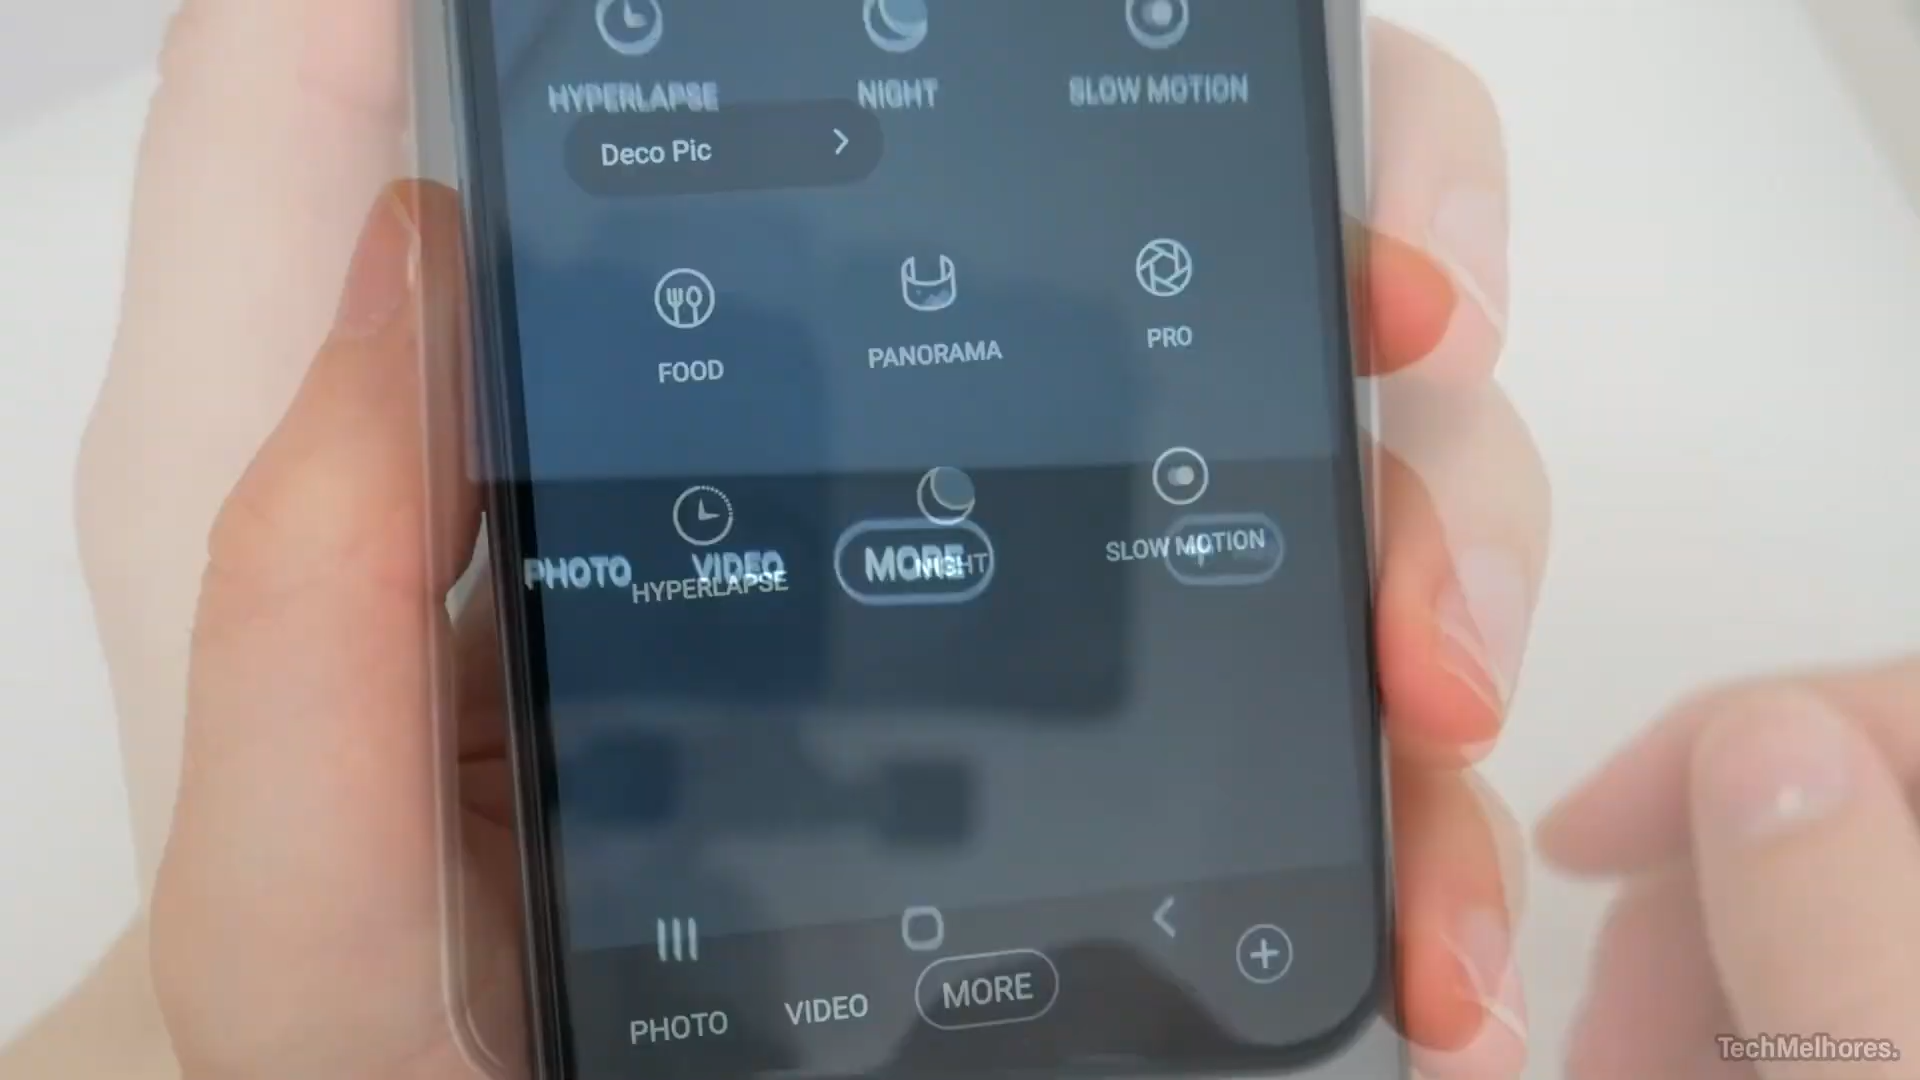 HYPERLAPSE NIGHT SLOW MOTION
Deco Pic
FOOD PANORAMA PRO
PHOTO VIDEO MORE
HYPERLAPSE NIGHT SLOW MOTION
PHOTO VIDEO MORE
TechMelhores.